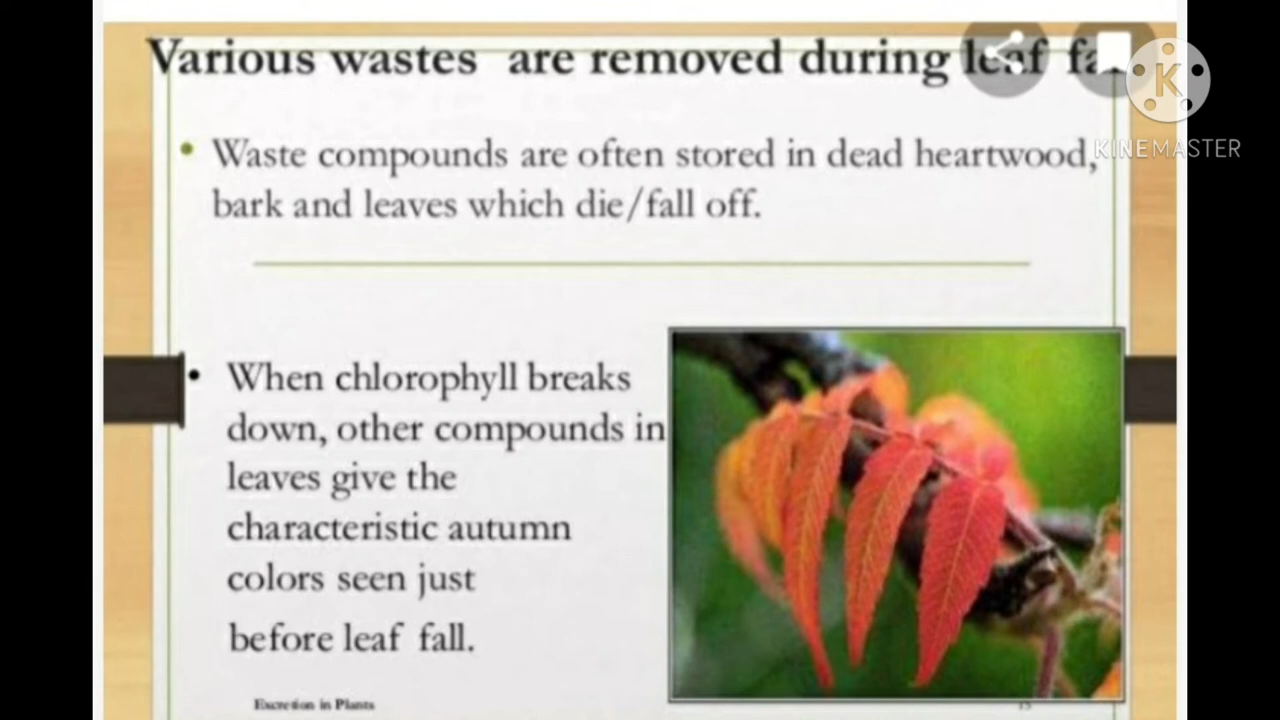 Various wastes are removed during leaf
Waste compounds are often stored in dead heartwood,
bark and leaves which die/fall off.
• When chlorophyll breaks
down, other compounds in
leaves give the
characteristic autumn
colors seen just
before leaf fall.
Excretion in Plants
15
K
KINEMASTER